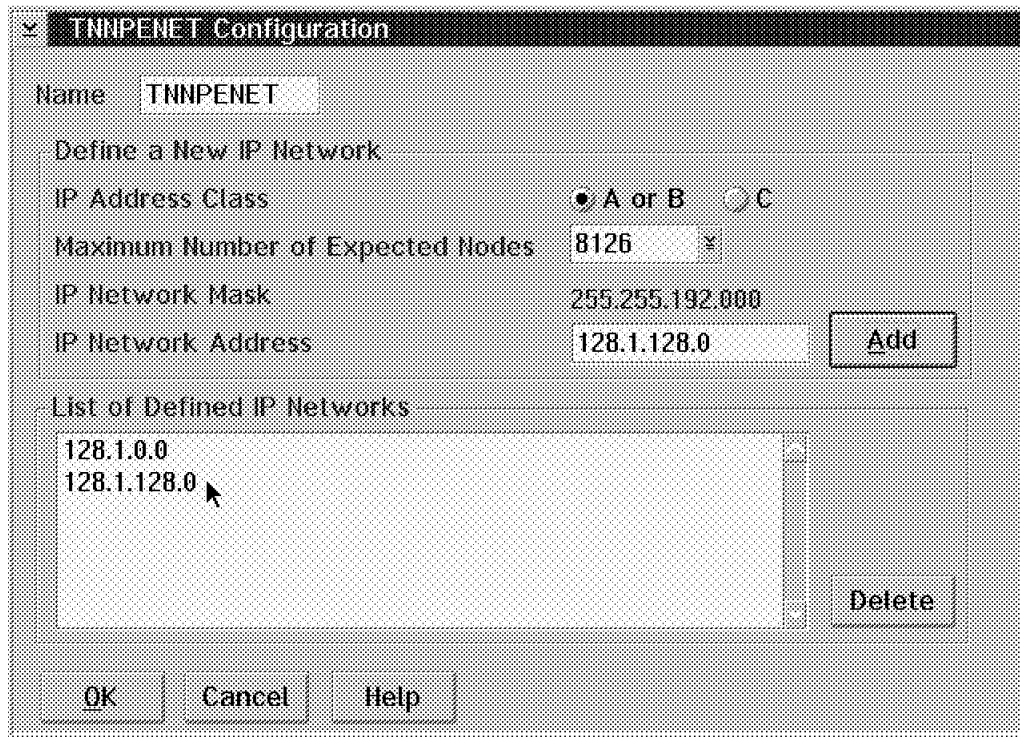 TNNPENET Configuration
Name TNNPENET
Define a New IP Network
IP Address Class A or B C
Maximum Number of Expected Nodes 8126
IP Network Mask 255.255.192.000
IP Network Address 128.1.128.0 Add
List of Defined IP Networks
128.1.0.0
128.1.128.0
Delete
OK Cancel Help